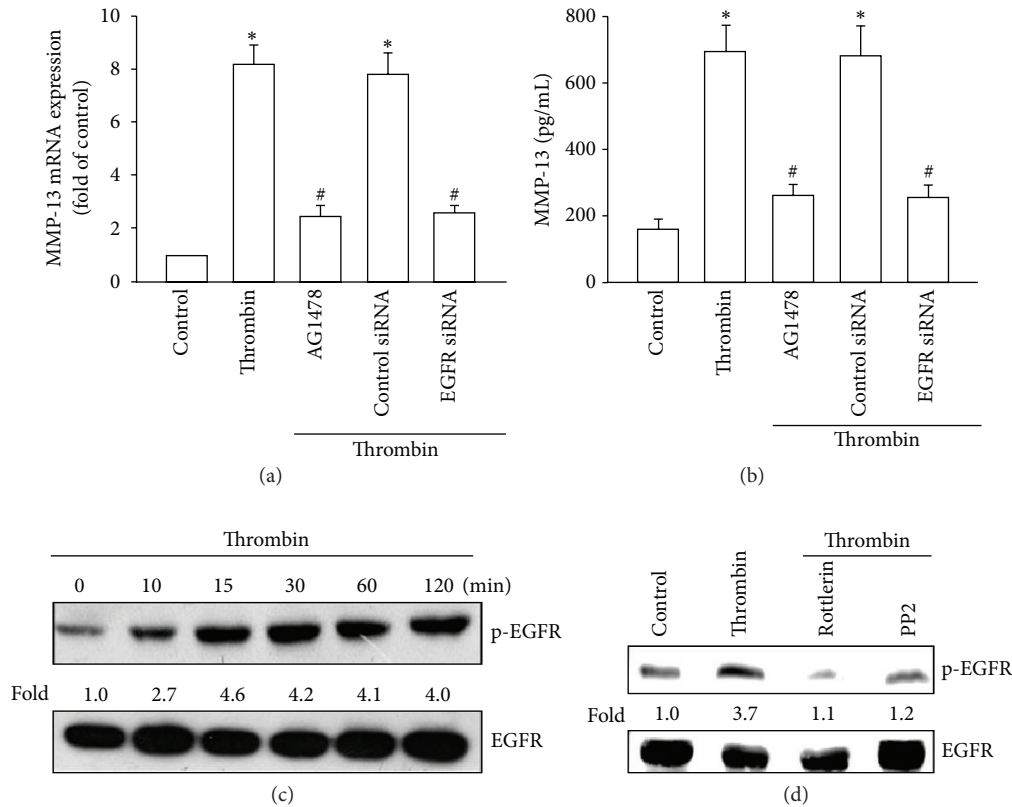 10
8
6
4
2
0
MMP-13 mRNA expression
(fold of control)
*
#
*
#
Control
Thrombin
AG1478
Control siRNA
EGFR siRNA
Thrombin
(a)
800
600
400
200
0
MMP-13 (pg/mL)
*
#
*
#
Control
Thrombin
AG1478
Control siRNA
EGFR siRNA
Thrombin
(b)
Thrombin
0 10 15 30 60 120 (min)
p-EGFR
Fold 1.0 2.7 4.6 4.2 4.1 4.0
EGFR
(c)
Thrombin
Control
Thrombin
Rottlerin
PP2
p-EGFR
Fold 1.0 3.7 1.1 1.2
EGFR
(d)